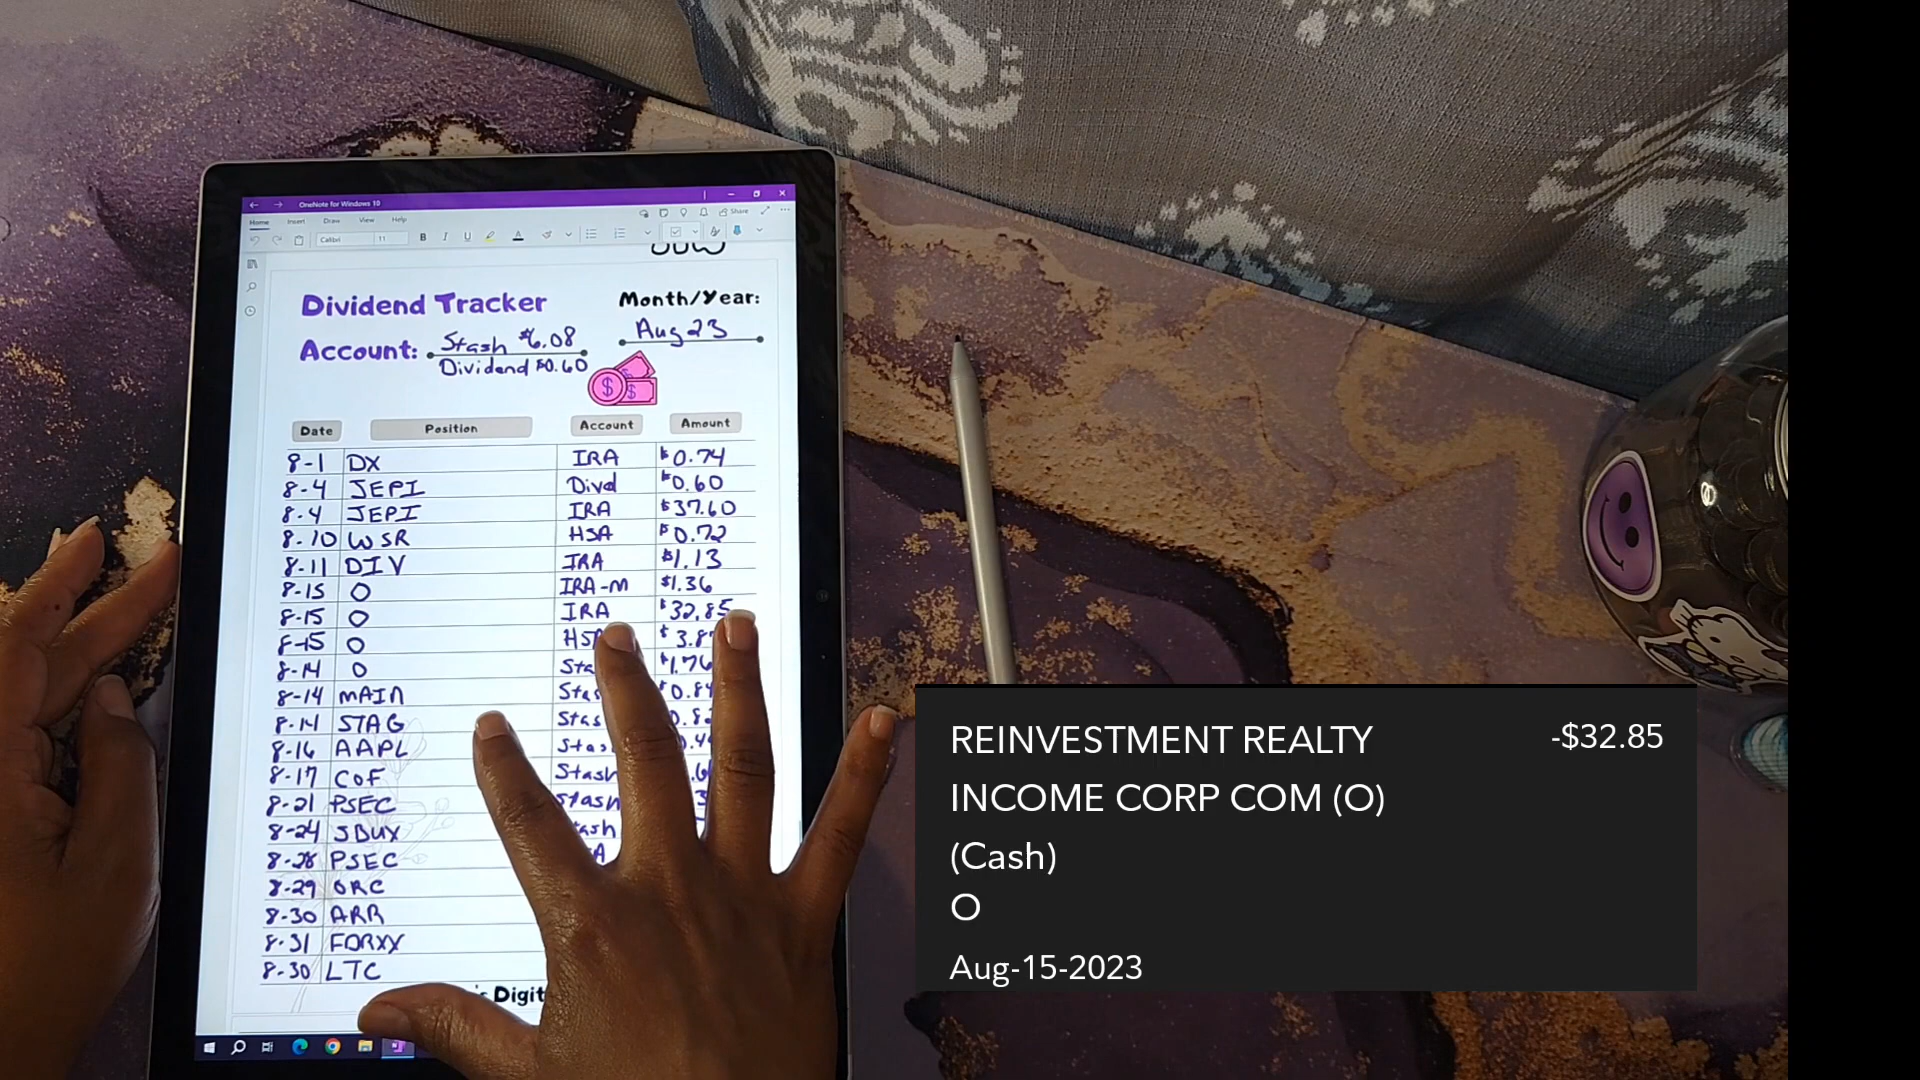 OneNote for Windows 10
Home Insert Draw View Help
Share
Calibri 11 B I U A
Dividend Tracker
Month/Year:
Aug 23
Account: Stash $6.08
Dividend $0.60
Date Position Account Amount
8-1 DX IRA $0.74
8-4 JEPI Divd $0.60
8-4 JEPI IRA $37.60
8-10 WSR HSA $0.72
8-11 DIV IRA $1.13
8-15 O IRA-M $1.36
8-15 O IRA $32.85
8-15 O
8-14 O
8-14 MAIN
8-14 STAG
8-16 AAPL
8-17 COF Stash
8-21 PSEC Stash
8-24 SBUX
8-28 PSEC
8-29 ORC
8-30 ARR
8-31 FDRXX
8-30 LTC
REINVESTMENT REALTY -$32.85
INCOME CORP COM (O)
(Cash)
O
Aug-15-2023